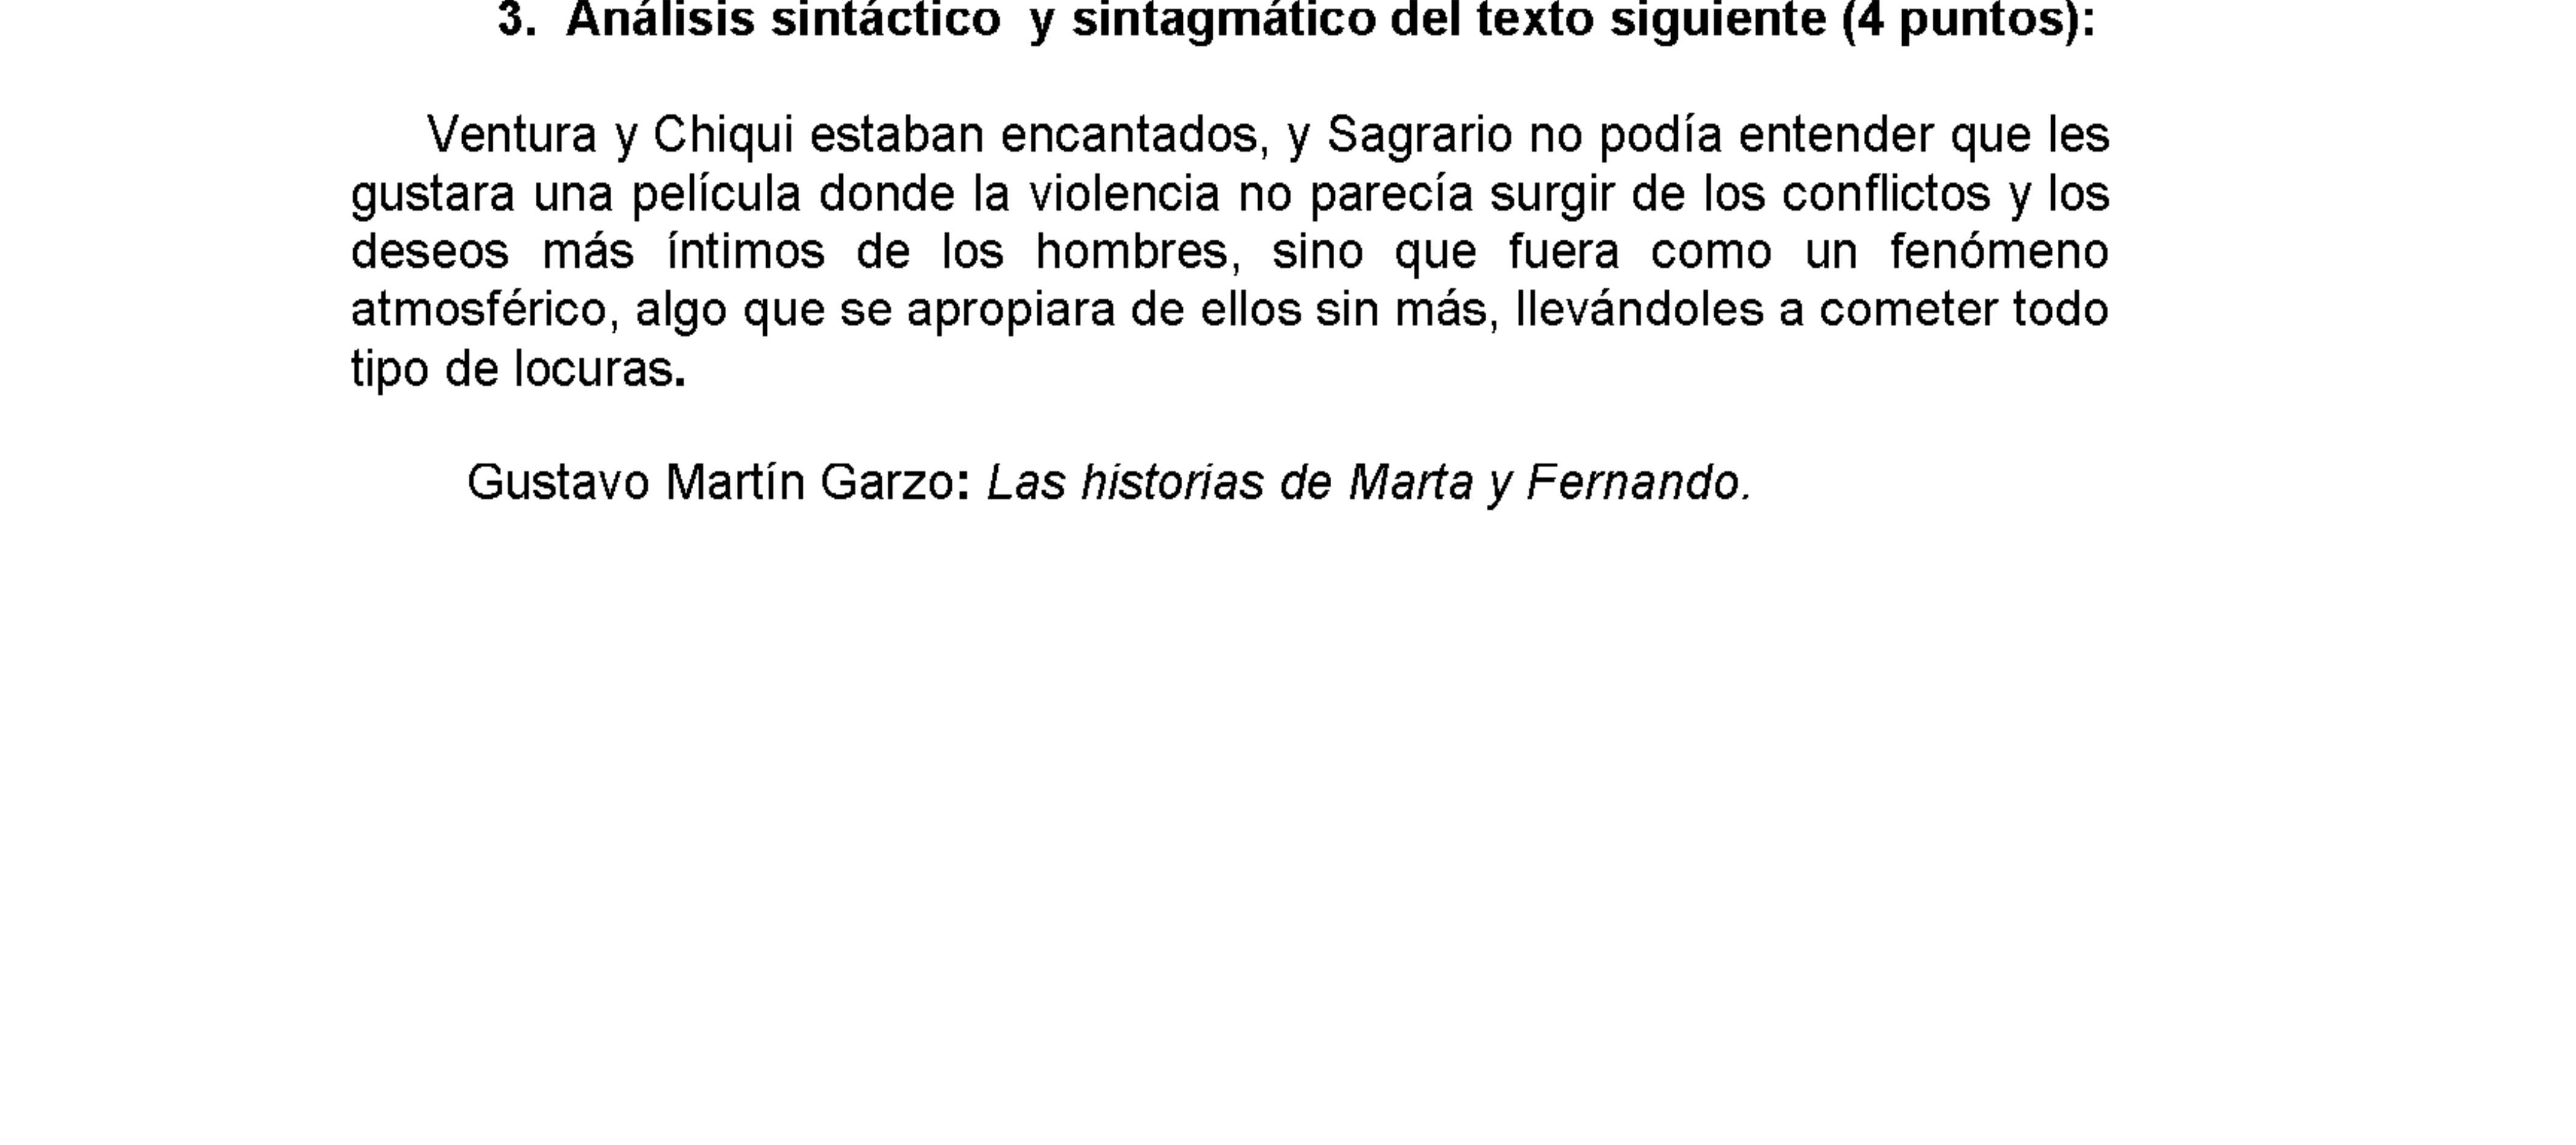 3. Análisis sintáctico y sintagmático del texto siguiente (4 puntos):
Ventura y Chiqui estaban encantados, y Sagrario no podía entender que les
gustara una película donde la violencia no parecía surgir de los conflictos y los
deseos más íntimos de los hombres, sino que fuera como un fenómeno
atmosférico, algo que se apropiara de ellos sin más, llevándoles a cometer todo
tipo de locuras.
Gustavo Martín Garzo: Las historias de Marta y Fernando.